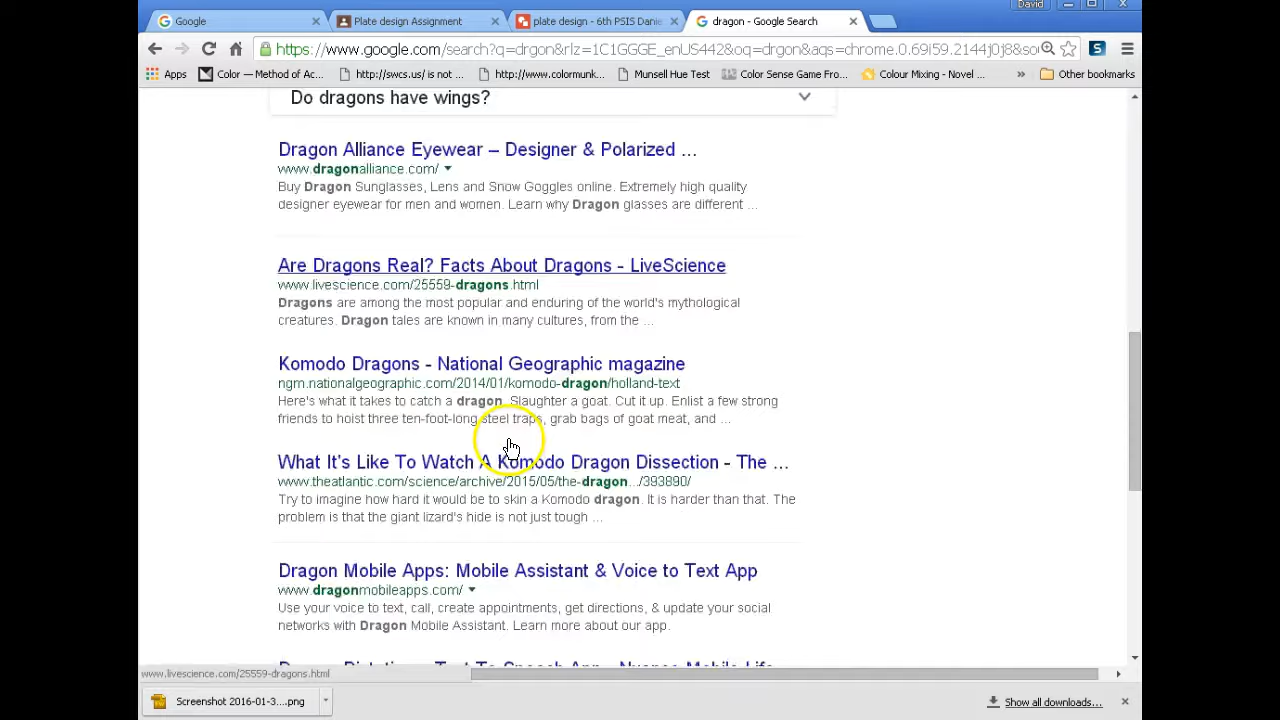 David
Google
Plate design Assignment
plate design - 6th PSIS Danie
dragon - Google Search
https://www.google.com/search?q=drgon&rlz=1C1GGGE_enUS442&oq=drgon&aqs=chrome.0.69i59.2144j0j8&so
Apps
Color — Method of Ac...
http://swcs.us/ is not ...
http://www.colormunk...
Munsell Hue Test
Color Sense Game Fro...
Colour Mixing - Novel ...
»
Other bookmarks
Do dragons have wings?
Dragon Alliance Eyewear – Designer & Polarized ...
www.dragonalliance.com/
Buy Dragon Sunglasses, Lens and Snow Goggles online. Extremely high quality
designer eyewear for men and women. Learn why Dragon glasses are different ...
Are Dragons Real? Facts About Dragons - LiveScience
www.livescience.com/25559-dragons.html
Dragons are among the most popular and enduring of the world's mythological
creatures. Dragon tales are known in many cultures, from the ...
Komodo Dragons - National Geographic magazine
ngm.nationalgeographic.com/2014/01/komodo-dragon/holland-text
Here's what it takes to catch a dragon. Slaughter a goat. Cut it up. Enlist a few strong
friends to hoist three ten-foot-long steel traps, grab bags of goat meat, and ...
What It's Like To Watch A Komodo Dragon Dissection - The ...
www.theatlantic.com/science/archive/2015/05/the-dragon.../393890/
Try to imagine how hard it would be to skin a Komodo dragon. It is harder than that. The
problem is that the giant lizard's hide is not just tough ...
Dragon Mobile Apps: Mobile Assistant & Voice to Text App
www.dragonmobileapps.com/
Use your voice to text, call, create appointments, get directions, & update your social
networks with Dragon Mobile Assistant. Learn more about our app.
Dragon Dictation - Text To Speech App - Nuance Mobile Life
www.livescience.com/25559-dragons.html
Screenshot 2016-01-3....png
Show all downloads...